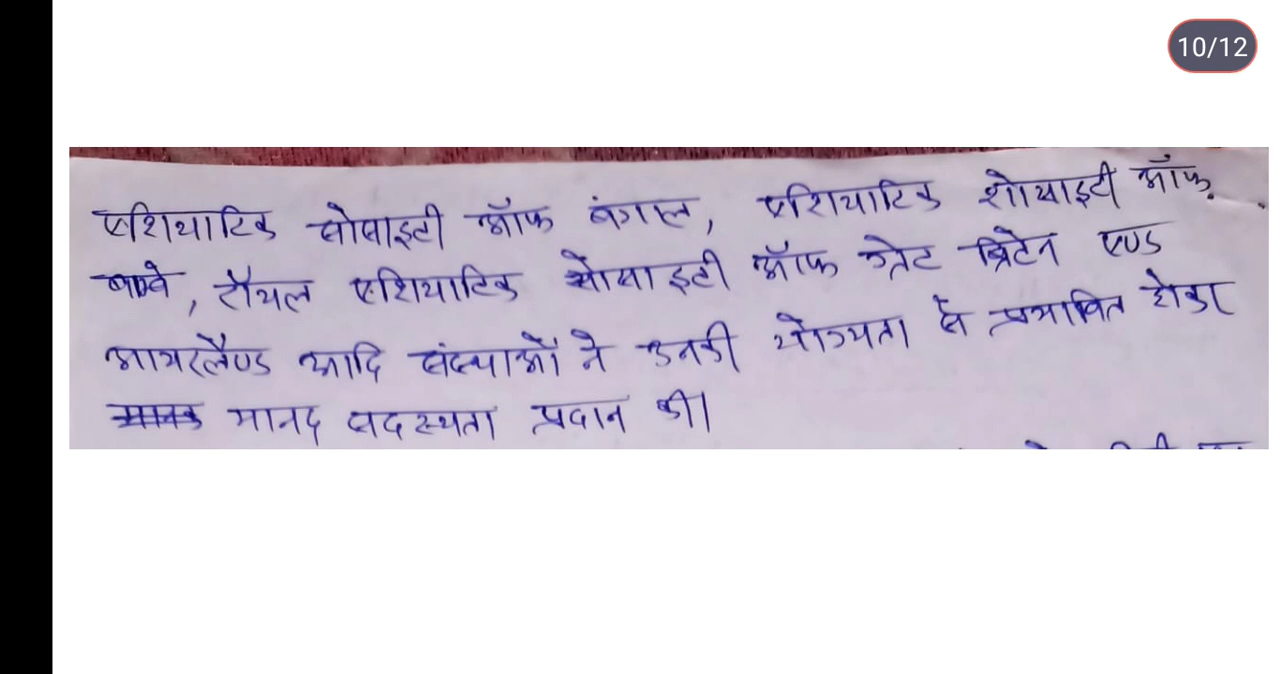 10/12
एशियाटिक सोसाइटी ऑफ बंगाल, एशियाटिक शोसाइटी ऑफ
बाम्बे, रॉयल एशियाटिक सोसाइटी ऑफ ग्रेट ब्रिटेन एण्ड
आयरलैण्ड आदि संस्थाओं ने उनकी योग्यता से प्रभावित होकर
मानद सदस्यता प्रदान की।